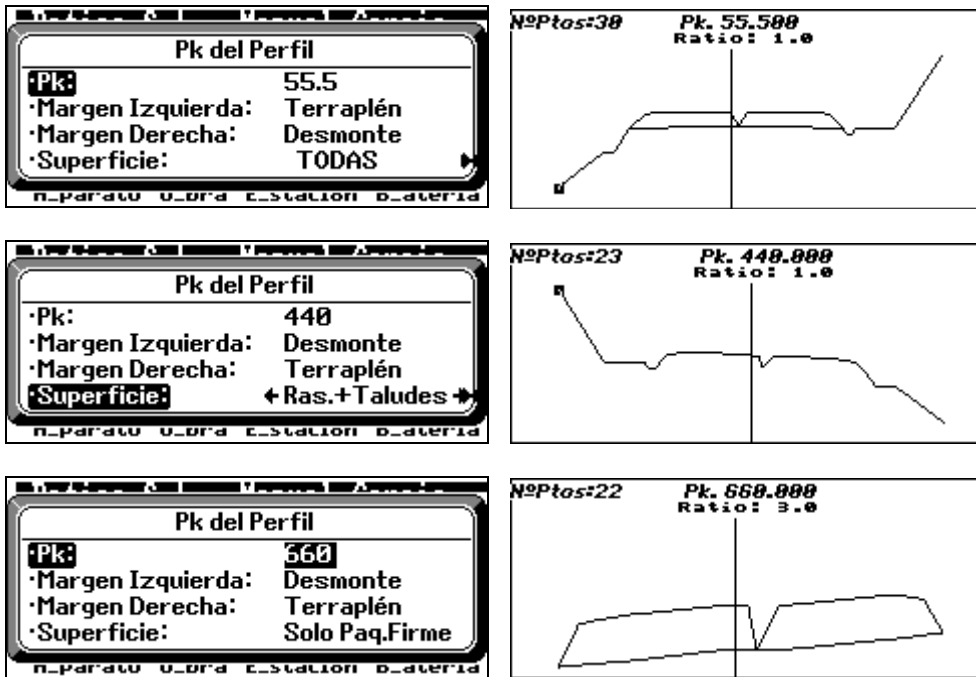 Pk del Perfil
·Pk: 55.5
·Margen Izquierda: Terraplén
·Margen Derecha: Desmonte
·Superficie: TODAS
NºPtos:30 Pk. 55.500
Ratio: 1.0
Pk del Perfil
·Pk: 440
·Margen Izquierda: Desmonte
·Margen Derecha: Terraplén
·Superficie: ←Ras.+Taludes
NºPtos:23 Pk. 440.000
Ratio: 1.0
Pk del Perfil
·Pk: 660
·Margen Izquierda: Desmonte
·Margen Derecha: Terraplén
·Superficie: Solo Paq.Firme
NºPtos:22 Pk. 660.000
Ratio: 3.0